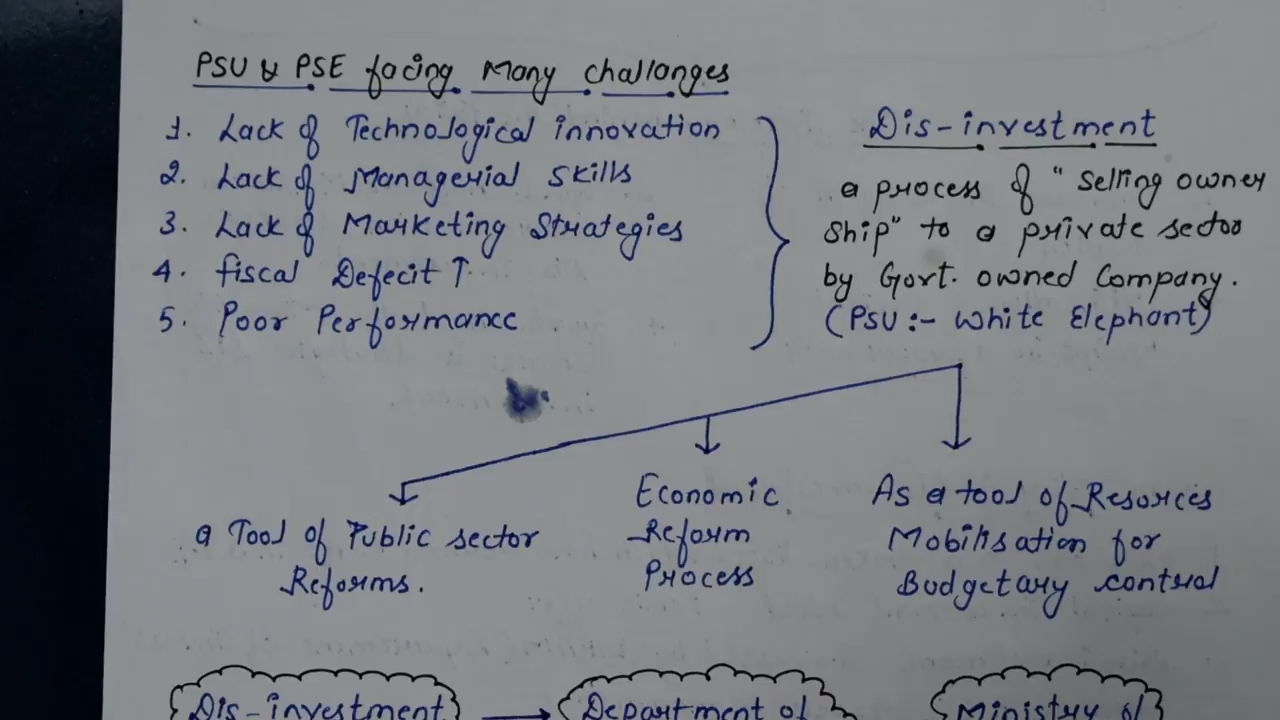 PSU & PSE facing Many challanges
1. Lack of Technological innovation
2. Lack of Managerial Skills
3. Lack of Marketing Strategies
4. fiscal Defecit ↑
5. Poor Performance
Dis-investment
a process of "Selling owner
Ship" to a private sector
by Govt. owned Company.
(PSU :- White Elephant)
a Tool of Public sector
Reforms.
Economic
Reform
Process
As a tool of Resorces
Mobilisation for
Budgetary control
Dis-investment
Department of
Ministry of